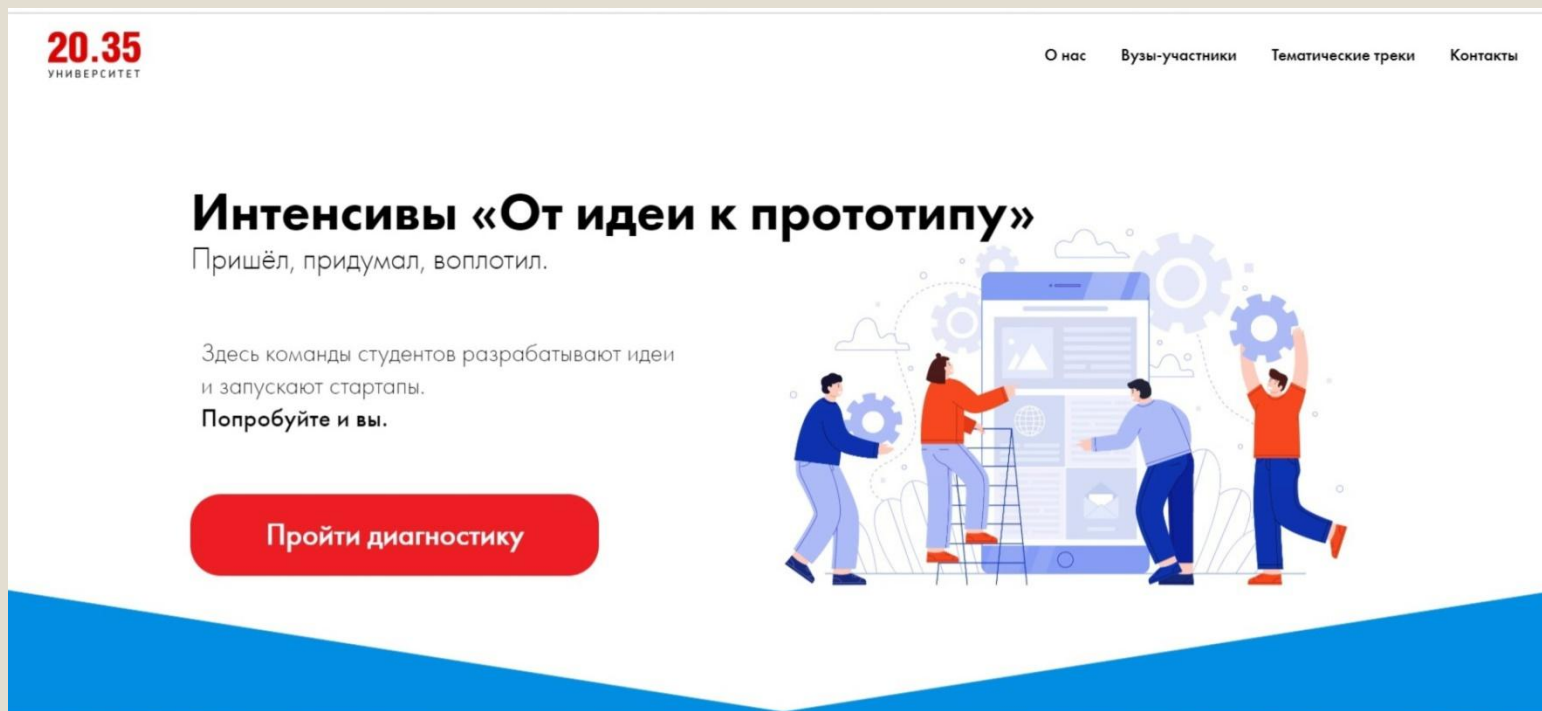 20.35
УНИВЕРСИТЕТ
О нас Вузы-участники Тематические треки Контакты
Интенсивы «От идеи к прототипу»
Пришёл, придумал, воплотил.
Здесь команды студентов разрабатывают идеи
и запускают стартапы.
Попробуйте и вы.
Пройти диагностику